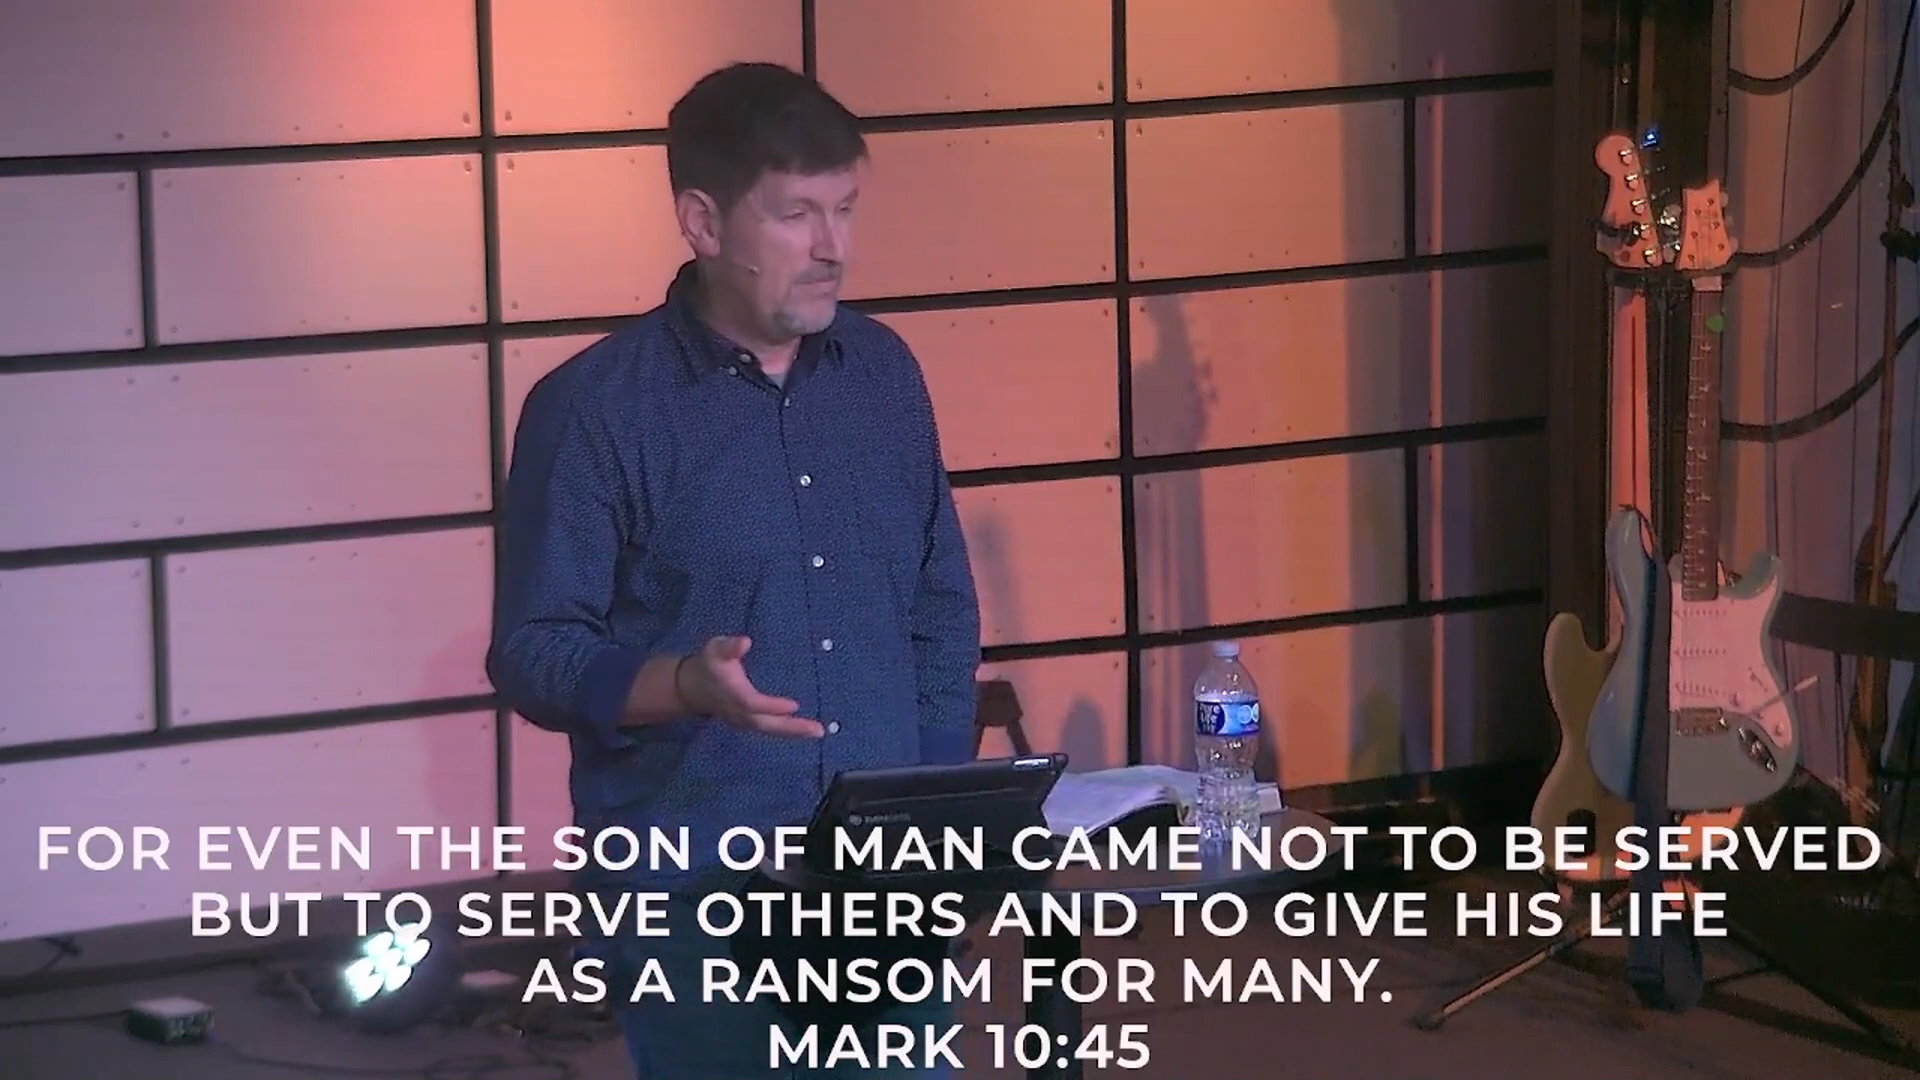 FOR EVEN THE SON OF MAN CAME NOT TO BE SERVED
BUT TO SERVE OTHERS AND TO GIVE HIS LIFE
AS A RANSOM FOR MANY.
MARK 10:45